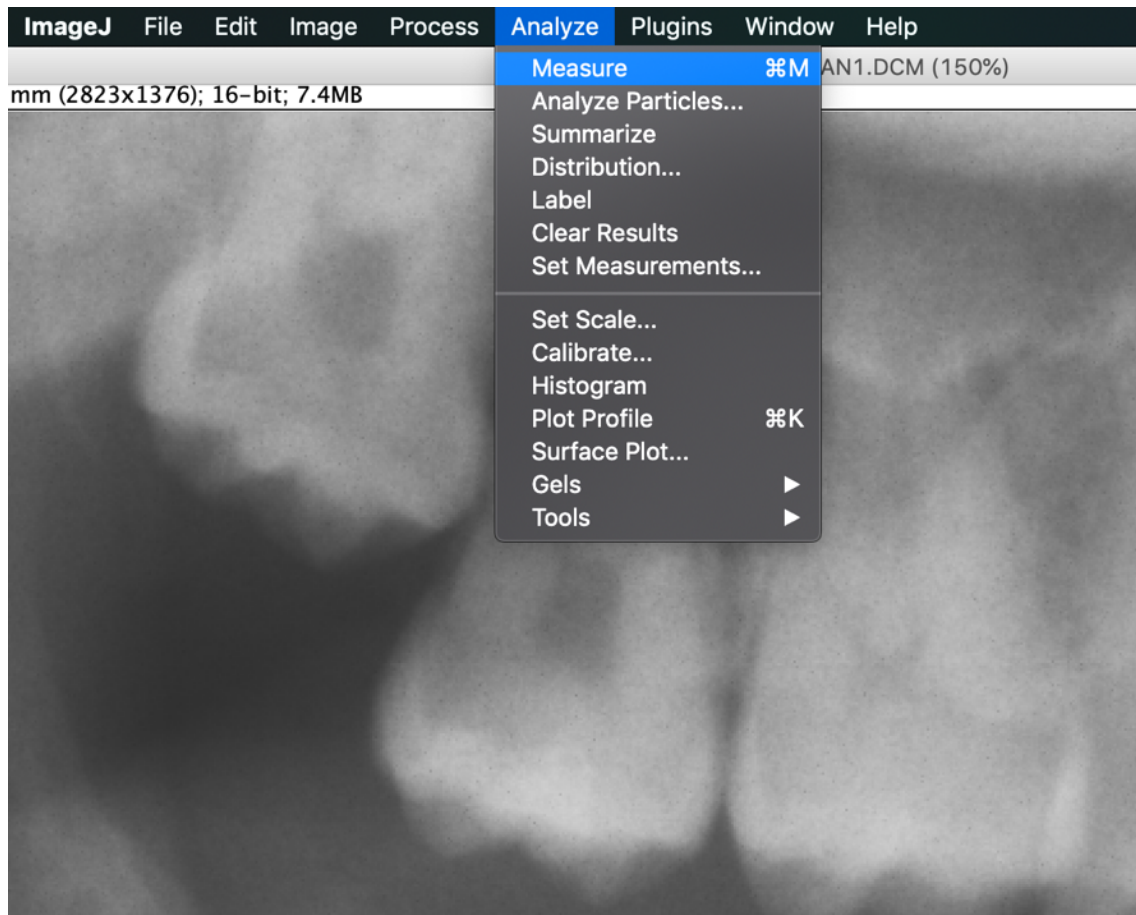 ImageJ File Edit Image Process Analyze Plugins Window Help
AN1.DCM (150%)
mm (2823x1376); 16-bit; 7.4MB
Measure ⌘M
Analyze Particles...
Summarize
Distribution...
Label
Clear Results
Set Measurements...
Set Scale...
Calibrate...
Histogram
Plot Profile ⌘K
Surface Plot...
Gels ▶
Tools ▶